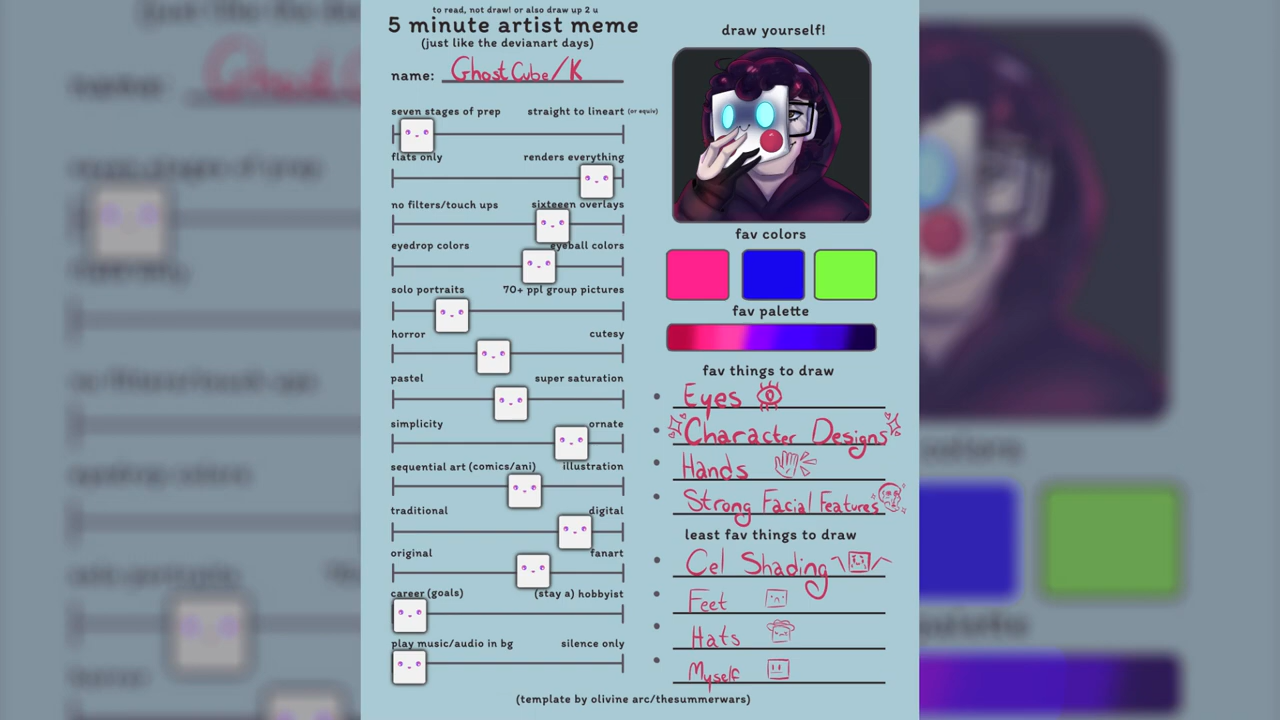 to read, not draw! or also draw up 2 u
5 minute artist meme
(just like the devianart days)
name: Ghost Cube/K
seven stages of prep straight to lineart (or equiv)
flats only renders everything
no filters/touch ups sixteeen overlays
eyedrop colors eyeball colors
solo portraits 70+ ppl group pictures
horror cutesy
pastel super saturation
simplicity ornate
sequential art (comics/ani) illustration
traditional digital
original fanart
career (goals) (stay a) hobbyist
play music/audio in bg silence only
draw yourself!
fav colors
fav palette
fav things to draw
Eyes
Character Designs
Hands
Strong Facial Features
least fav things to draw
Cel Shading
Feet
Hats
Myself
(template by olivine arc/thesummerwars)